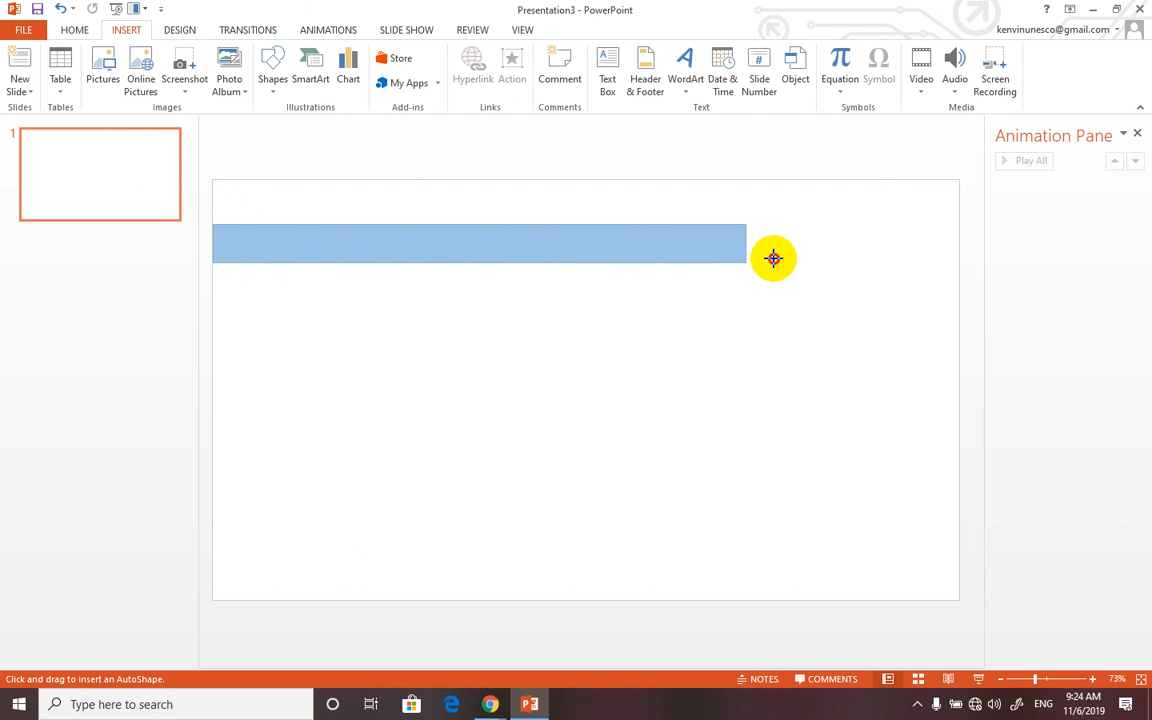 Presentation3 - PowerPoint
FILE HOME INSERT DESIGN TRANSITIONS ANIMATIONS SLIDE SHOW REVIEW VIEW kenvinunesco@gmail.com
New Slide
Table
Pictures
Online Pictures
Screenshot
Photo Album
Shapes
SmartArt
Chart
Store
My Apps
Hyperlink
Action
Comment
Text Box
Header & Footer
WordArt
Date & Time
Slide Number
Object
Equation
Symbol
Video
Audio
Screen Recording
Slides Tables Images Illustrations Add-ins Links Comments Text Symbols Media
1
Animation Pane
Play All
Click and drag to insert an AutoShape.
NOTES COMMENTS 73%
Type here to search
ENG
9:24 AM
11/6/2019